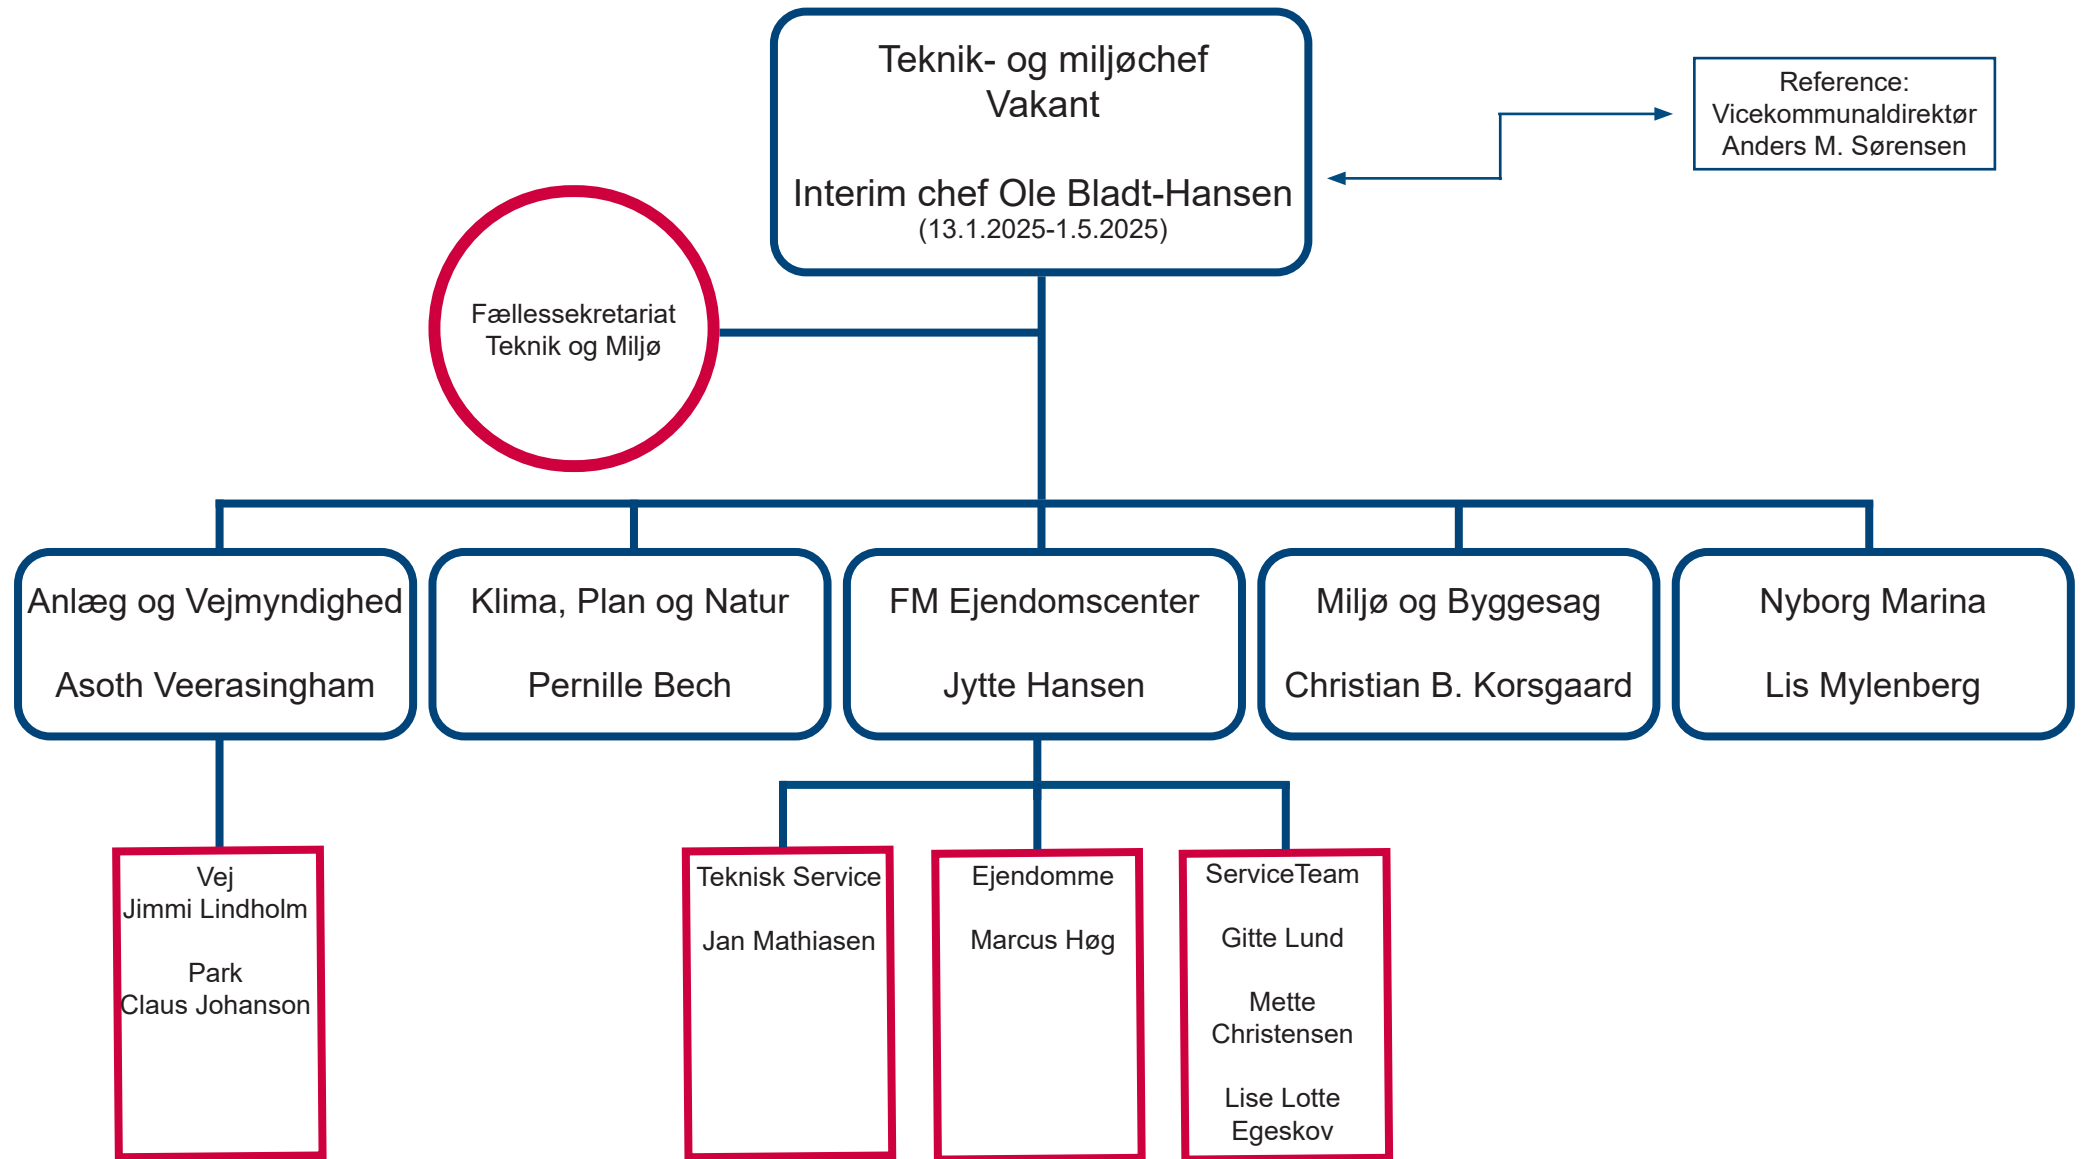 Teknik- og miljøchef
Vakant
Interim chef Ole Bladt-Hansen
(13.1.2025-1.5.2025)
Reference:
Vicekommunaldirektør
Anders M. Sørensen
Fællessekretariat
Teknik og Miljø
Anlæg og Vejmyndighed
Asoth Veerasingham
Klima, Plan og Natur
Pernille Bech
FM Ejendomscenter
Jytte Hansen
Miljø og Byggesag
Christian B. Korsgaard
Nyborg Marina
Lis Mylenberg
Vej
Jimmi Lindholm
Park
Claus Johanson
Teknisk Service
Jan Mathiasen
Ejendomme
Marcus Høg
ServiceTeam
Gitte Lund
Mette
Christensen
Lise Lotte
Egeskov